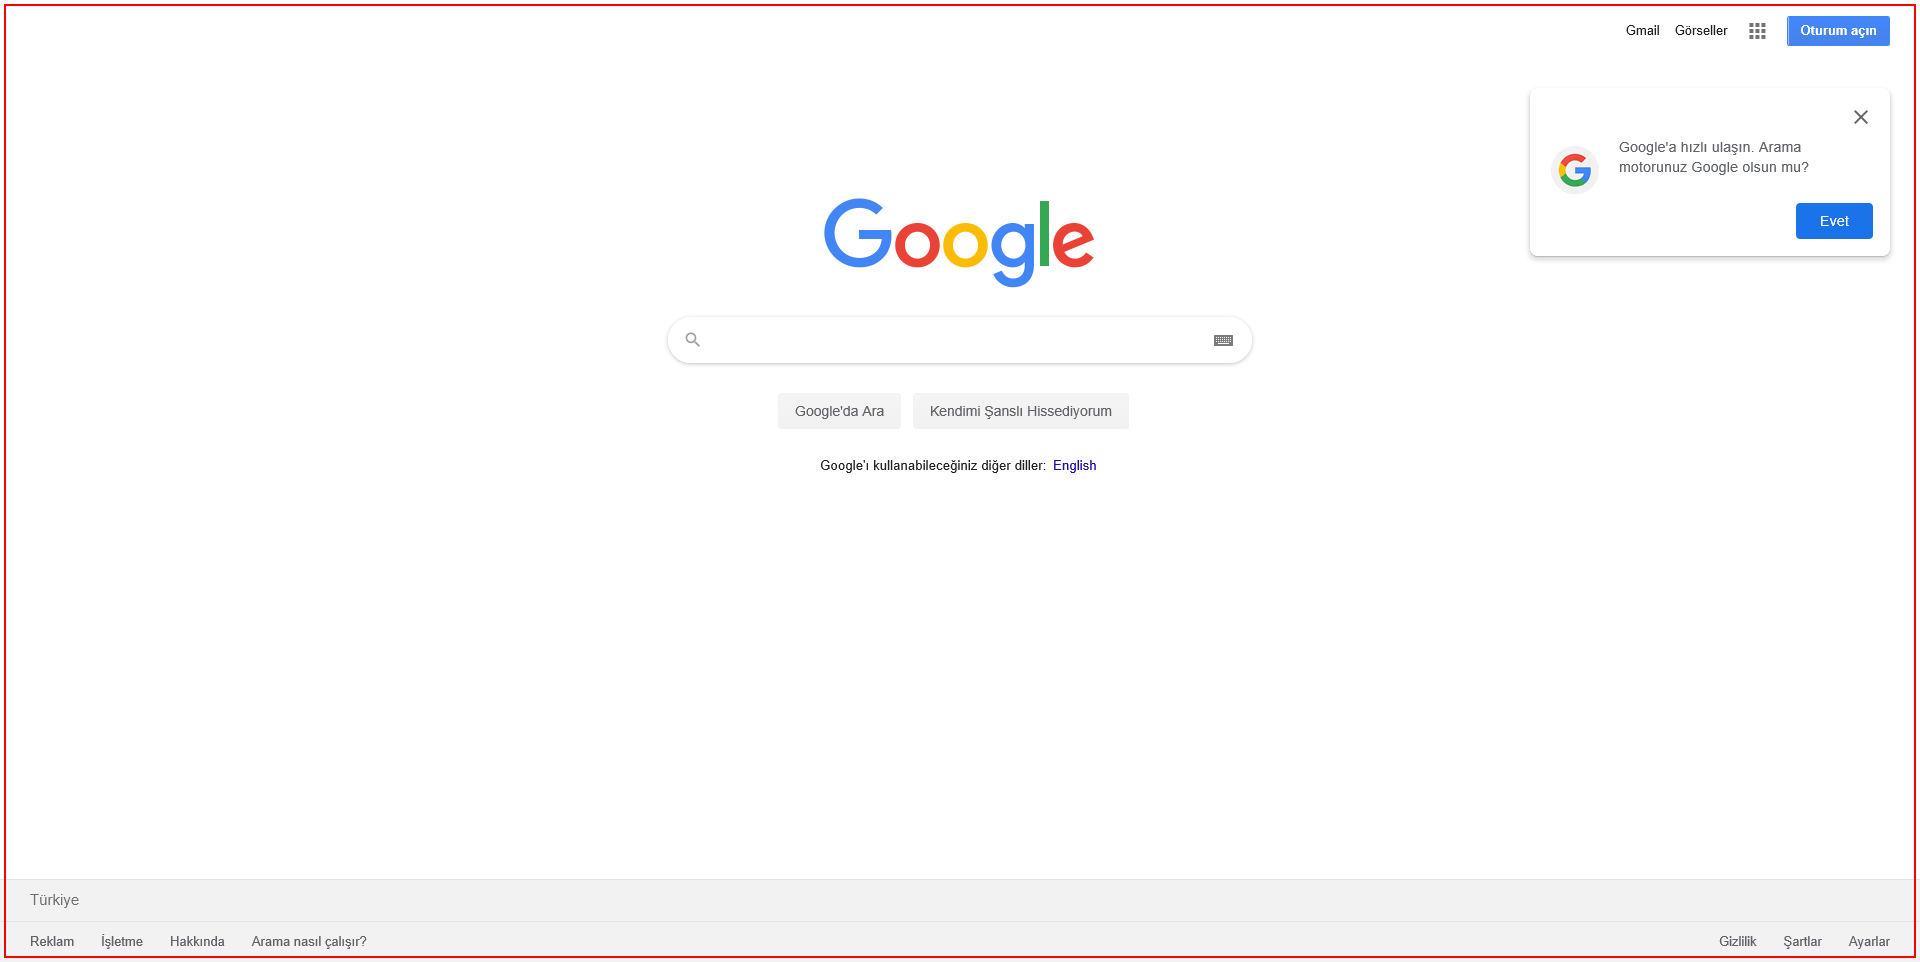 Gmail Görseller Oturum açın
Google'a hızlı ulaşın. Arama
motorunuz Google olsun mu?
Evet
Google
Google'da Ara Kendimi Şanslı Hissediyorum
Google'ı kullanabileceğiniz diğer diller: English
Türkiye
Reklam İşletme Hakkında Arama nasıl çalışır? Gizlilik Şartlar Ayarlar